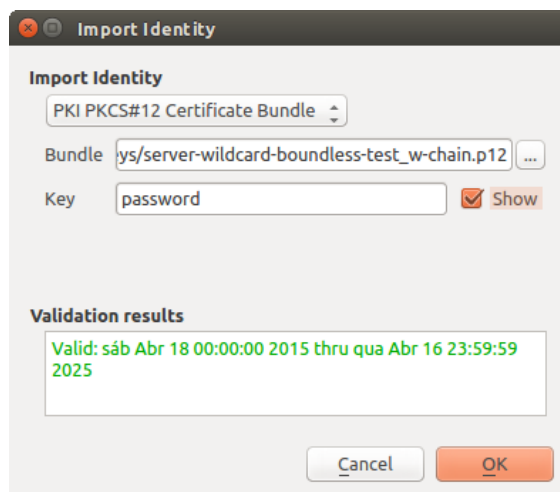 Import Identity
Import Identity
PKI PKCS#12 Certificate Bundle
Bundle ys/server-wildcard-boundless-test_w-chain.p12 ...
Key password Show
Validation results
Valid: sáb Abr 18 00:00:00 2015 thru qua Abr 16 23:59:59
2025
Cancel OK